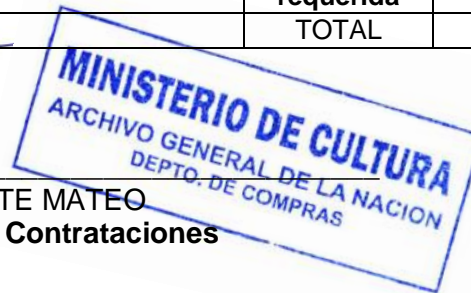 requerida
TOTAL
MINISTERIO DE CULTURA
ARCHIVO GENERAL DE LA NACION
DEPTO. DE COMPRAS
TE MATEO
Contrataciones